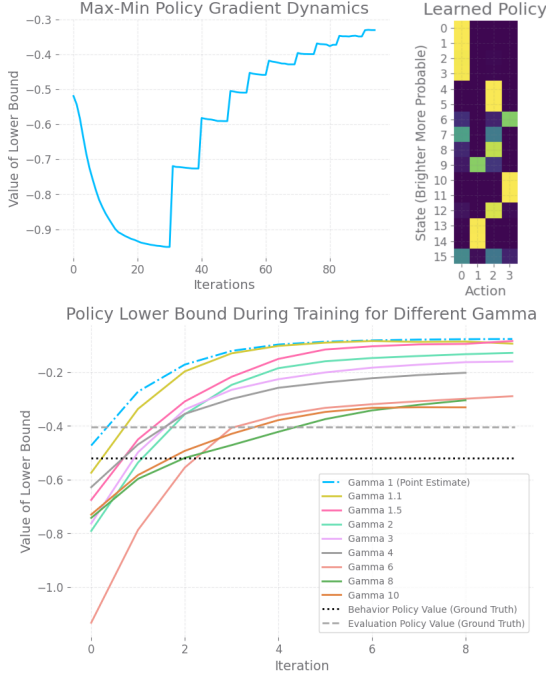 Max-Min Policy Gradient Dynamics
Value of Lower Bound
−0.3
−0.4
−0.5
−0.6
−0.7
−0.8
−0.9
0
20
40
60
80
Iterations
Learned Policy
State (Brighter More Probable)
0
1
2
3
4
5
6
7
8
9
10
11
12
13
14
15
0 1 2 3
Action
Policy Lower Bound During Training for Different Gamma
Value of Lower Bound
−0.2
−0.4
−0.6
−0.8
−1.0
0
2
4
6
8
Iteration
Gamma 1 (Point Estimate)
Gamma 1.1
Gamma 1.5
Gamma 2
Gamma 3
Gamma 4
Gamma 6
Gamma 8
Gamma 10
Behavior Policy Value (Ground Truth)
Evaluation Policy Value (Ground Truth)